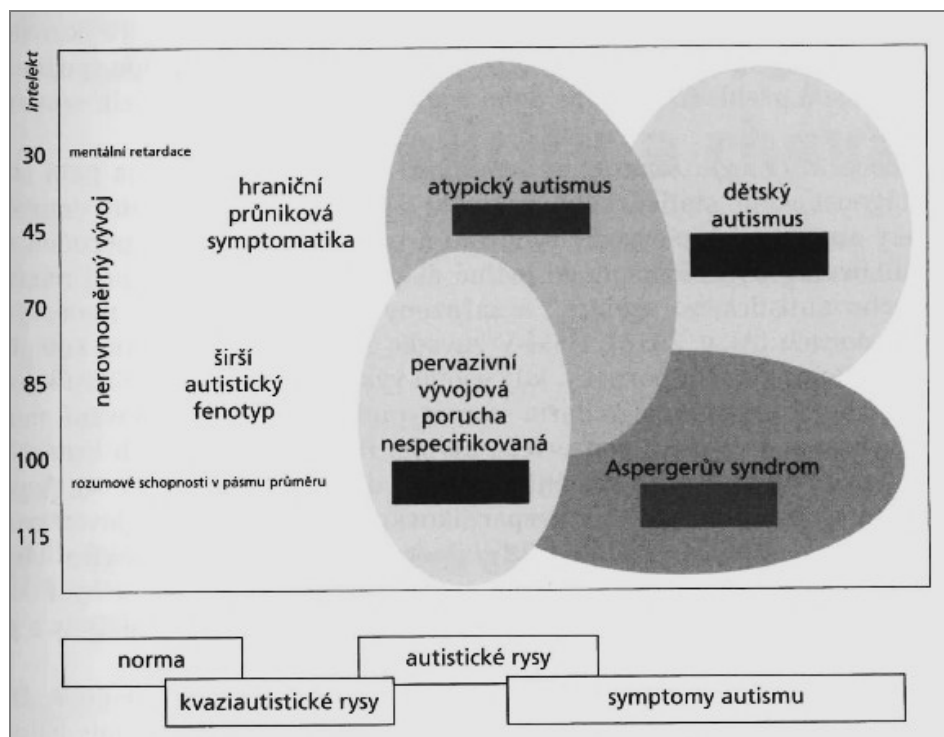 intelekt
30
45
70
85
100
115
nerovnoměrný vývoj
mentální retardace
hraniční
průniková
symptomatika
širší
autistický
fenotyp
rozumové schopnosti v pásmu průměru
atypický autismus
dětský
autismus
pervazivní
vývojová
porucha
nespecifikovaná
Aspergerův syndrom
norma
kvaziautistické rysy
autistické rysy
symptomy autismu